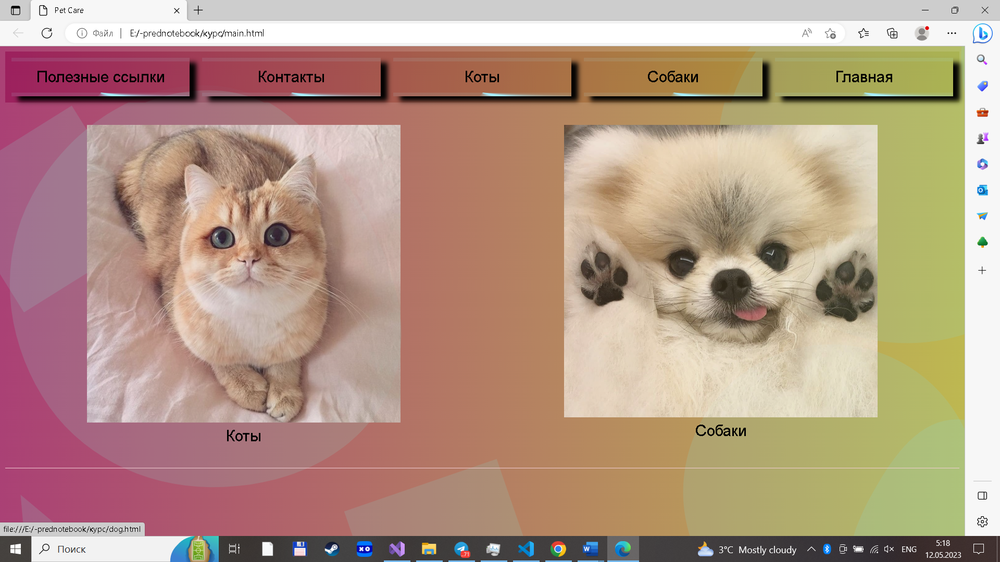 Pet Care
Файл
E:/-prednotebook/курс/main.html
Полезные ссылки
Контакты
Коты
Собаки
Главная
Коты
Собаки
file:///E:/-prednotebook/курс/dog.html
Поиск
XO
..71
3°C Mostly cloudy
ENG
5:18
12.05.2023